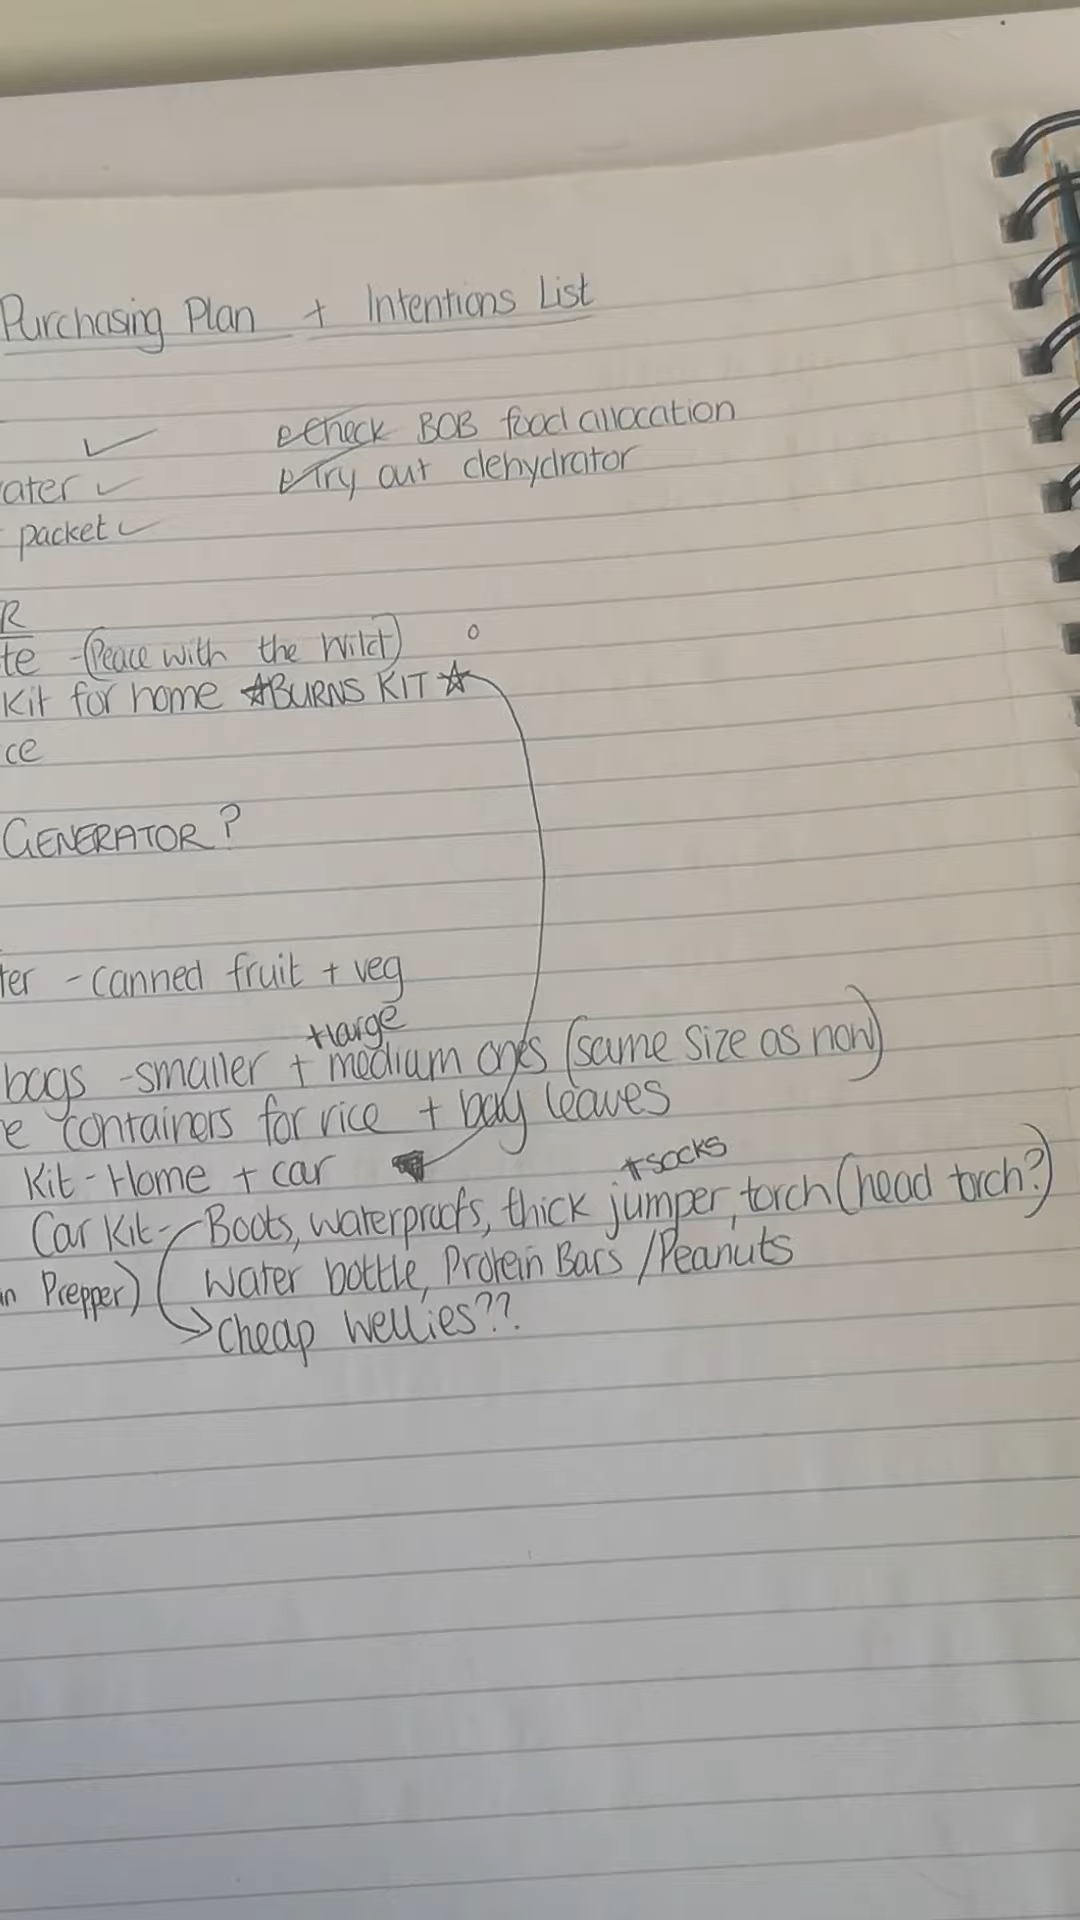 Purchasing Plan + Intentions List
✓ Check BOB food allocation
ater ✓ Try out dehydrator
packet ✓
R
te - (Peace with the Wild)
Kit for home ☆BURNS KIT☆
ce
GENERATOR?
ter - canned fruit + veg
+large
bags - smaller + medium ones (same size as now)
e containers for rice + bay leaves
Kit - Home + car
+socks
Car Kit - Boots, waterproofs, thick jumper, torch (head torch?)
Water bottle, Protein Bars / Peanuts
n Prepper)
→ Cheap wellies??